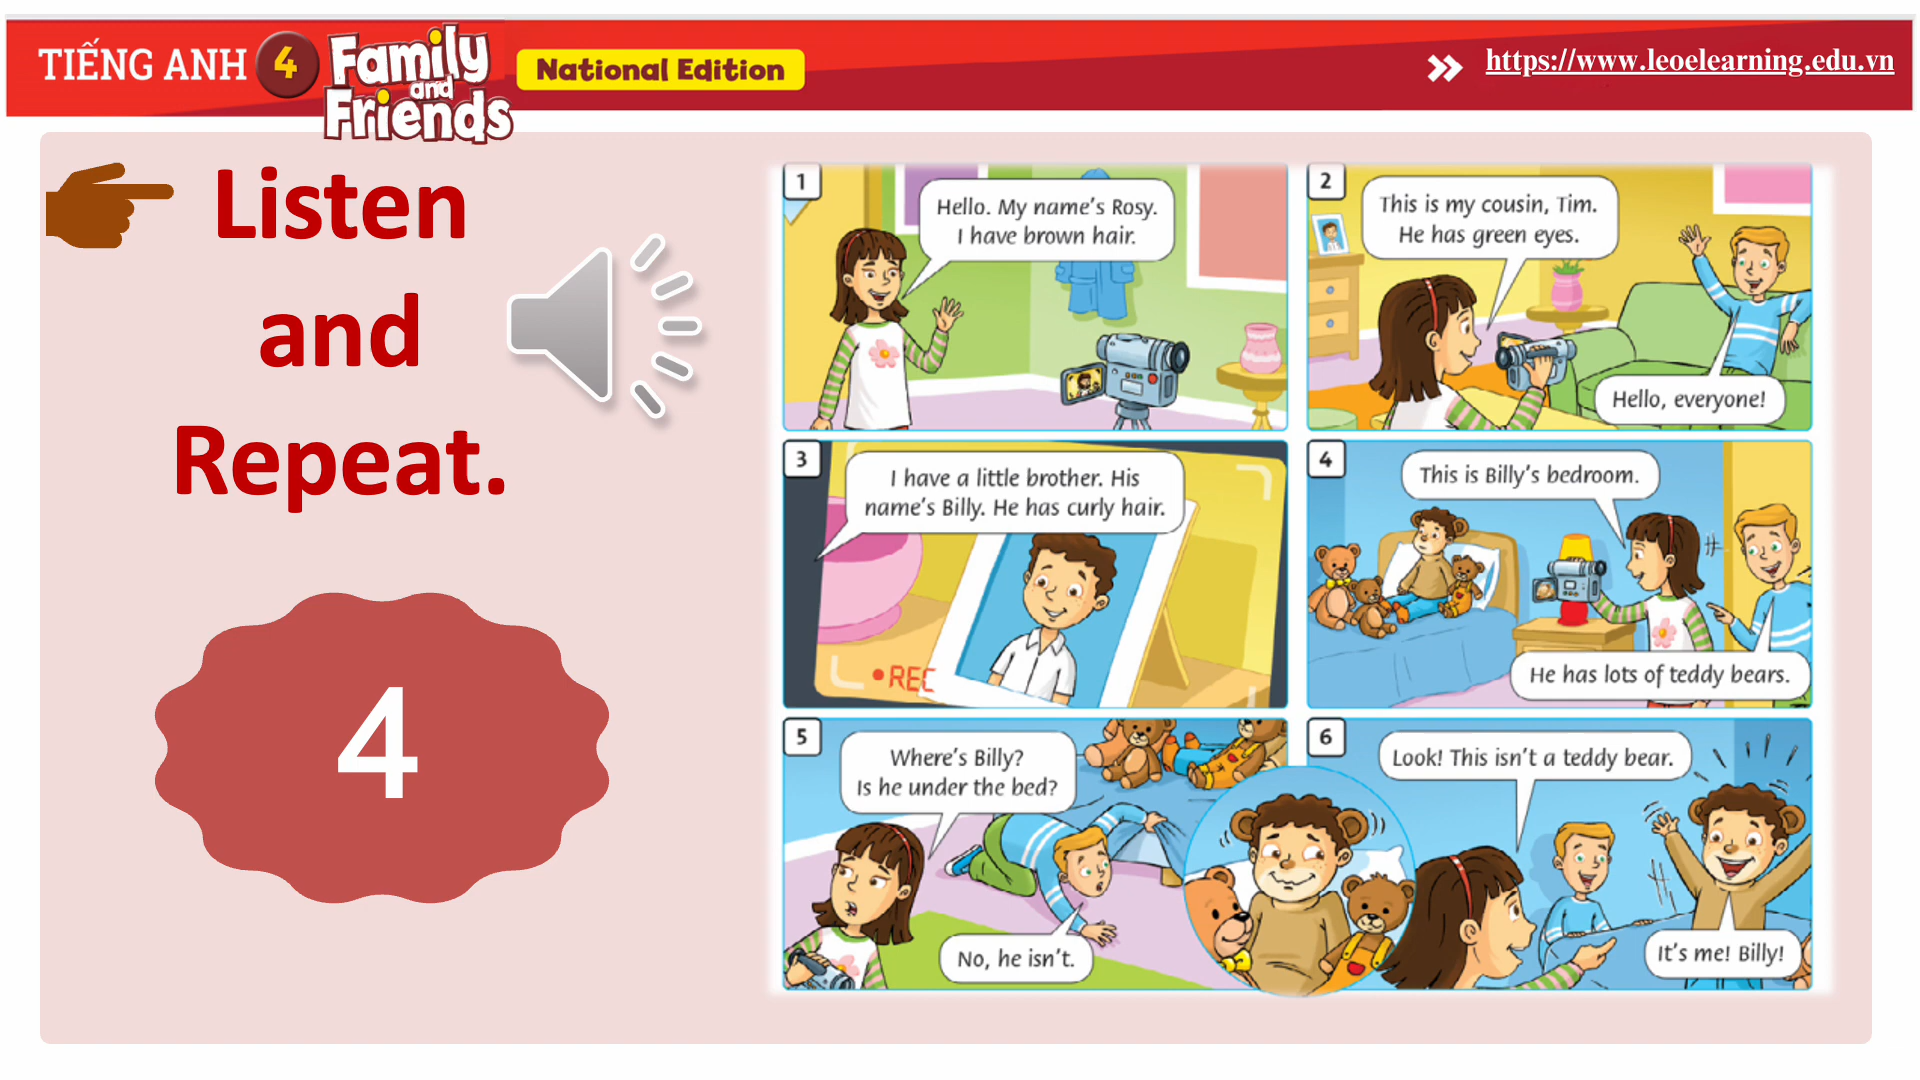 TIẾNG ANH 4
Family
and
Friends
National Edition
https://www.leoelearning.edu.vn
Listen
and
Repeat.
4
1
Hello. My name's Rosy.
I have brown hair.
2
This is my cousin, Tim.
He has green eyes.
Hello, everyone!
3
I have a little brother. His
name's Billy. He has curly hair.
REC
4
This is Billy's bedroom.
He has lots of teddy bears.
5
Where's Billy?
Is he under the bed?
No, he isn't.
6
Look! This isn't a teddy bear.
It's me! Billy!